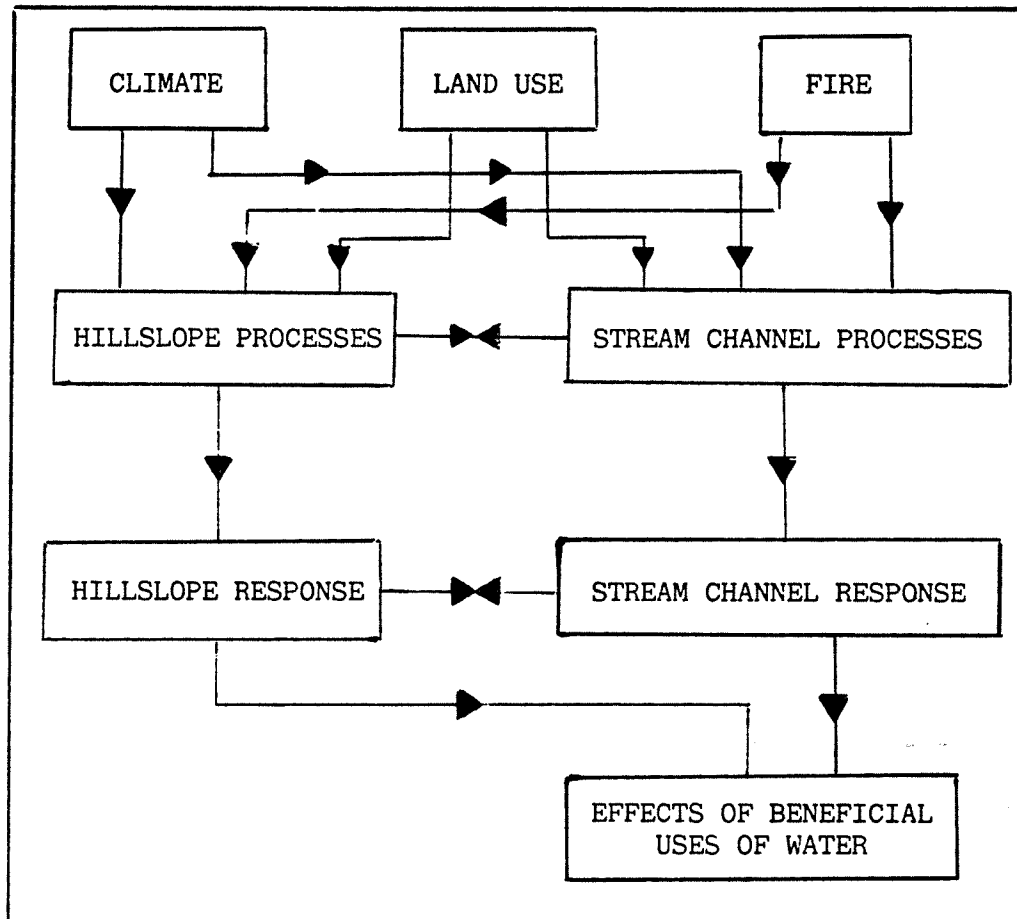 CLIMATE
LAND USE
FIRE
HILLSLOPE PROCESSES
STREAM CHANNEL PROCESSES
HILLSLOPE RESPONSE
STREAM CHANNEL RESPONSE
EFFECTS OF BENEFICIAL
USES OF WATER